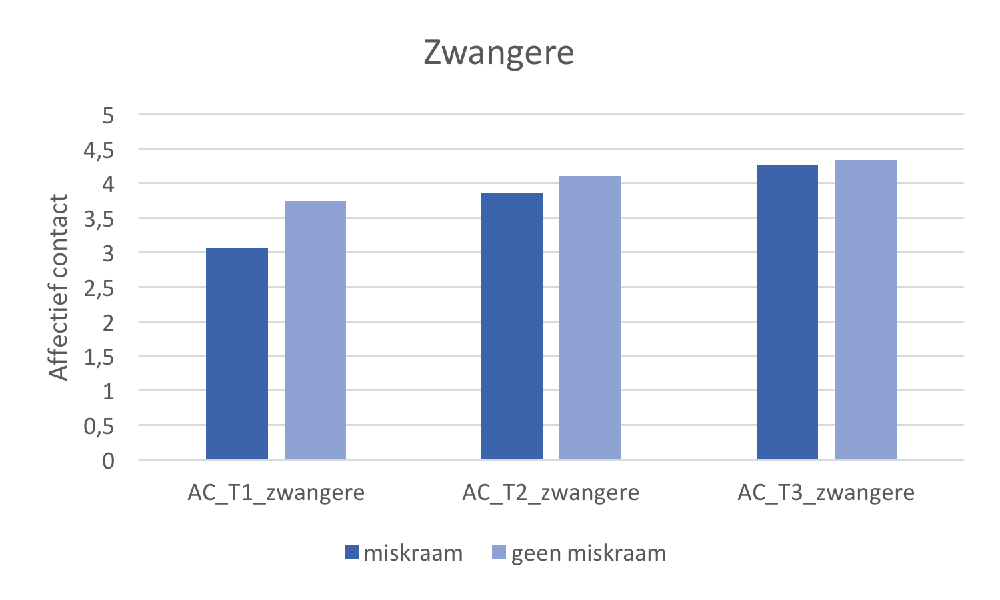 Zwangere
5
4,5
4
3,5
3
2,5
2
1,5
1
0,5
0
Affectief contact
AC_T1_zwangere
AC_T2_zwangere
AC_T3_zwangere
miskraam
geen miskraam